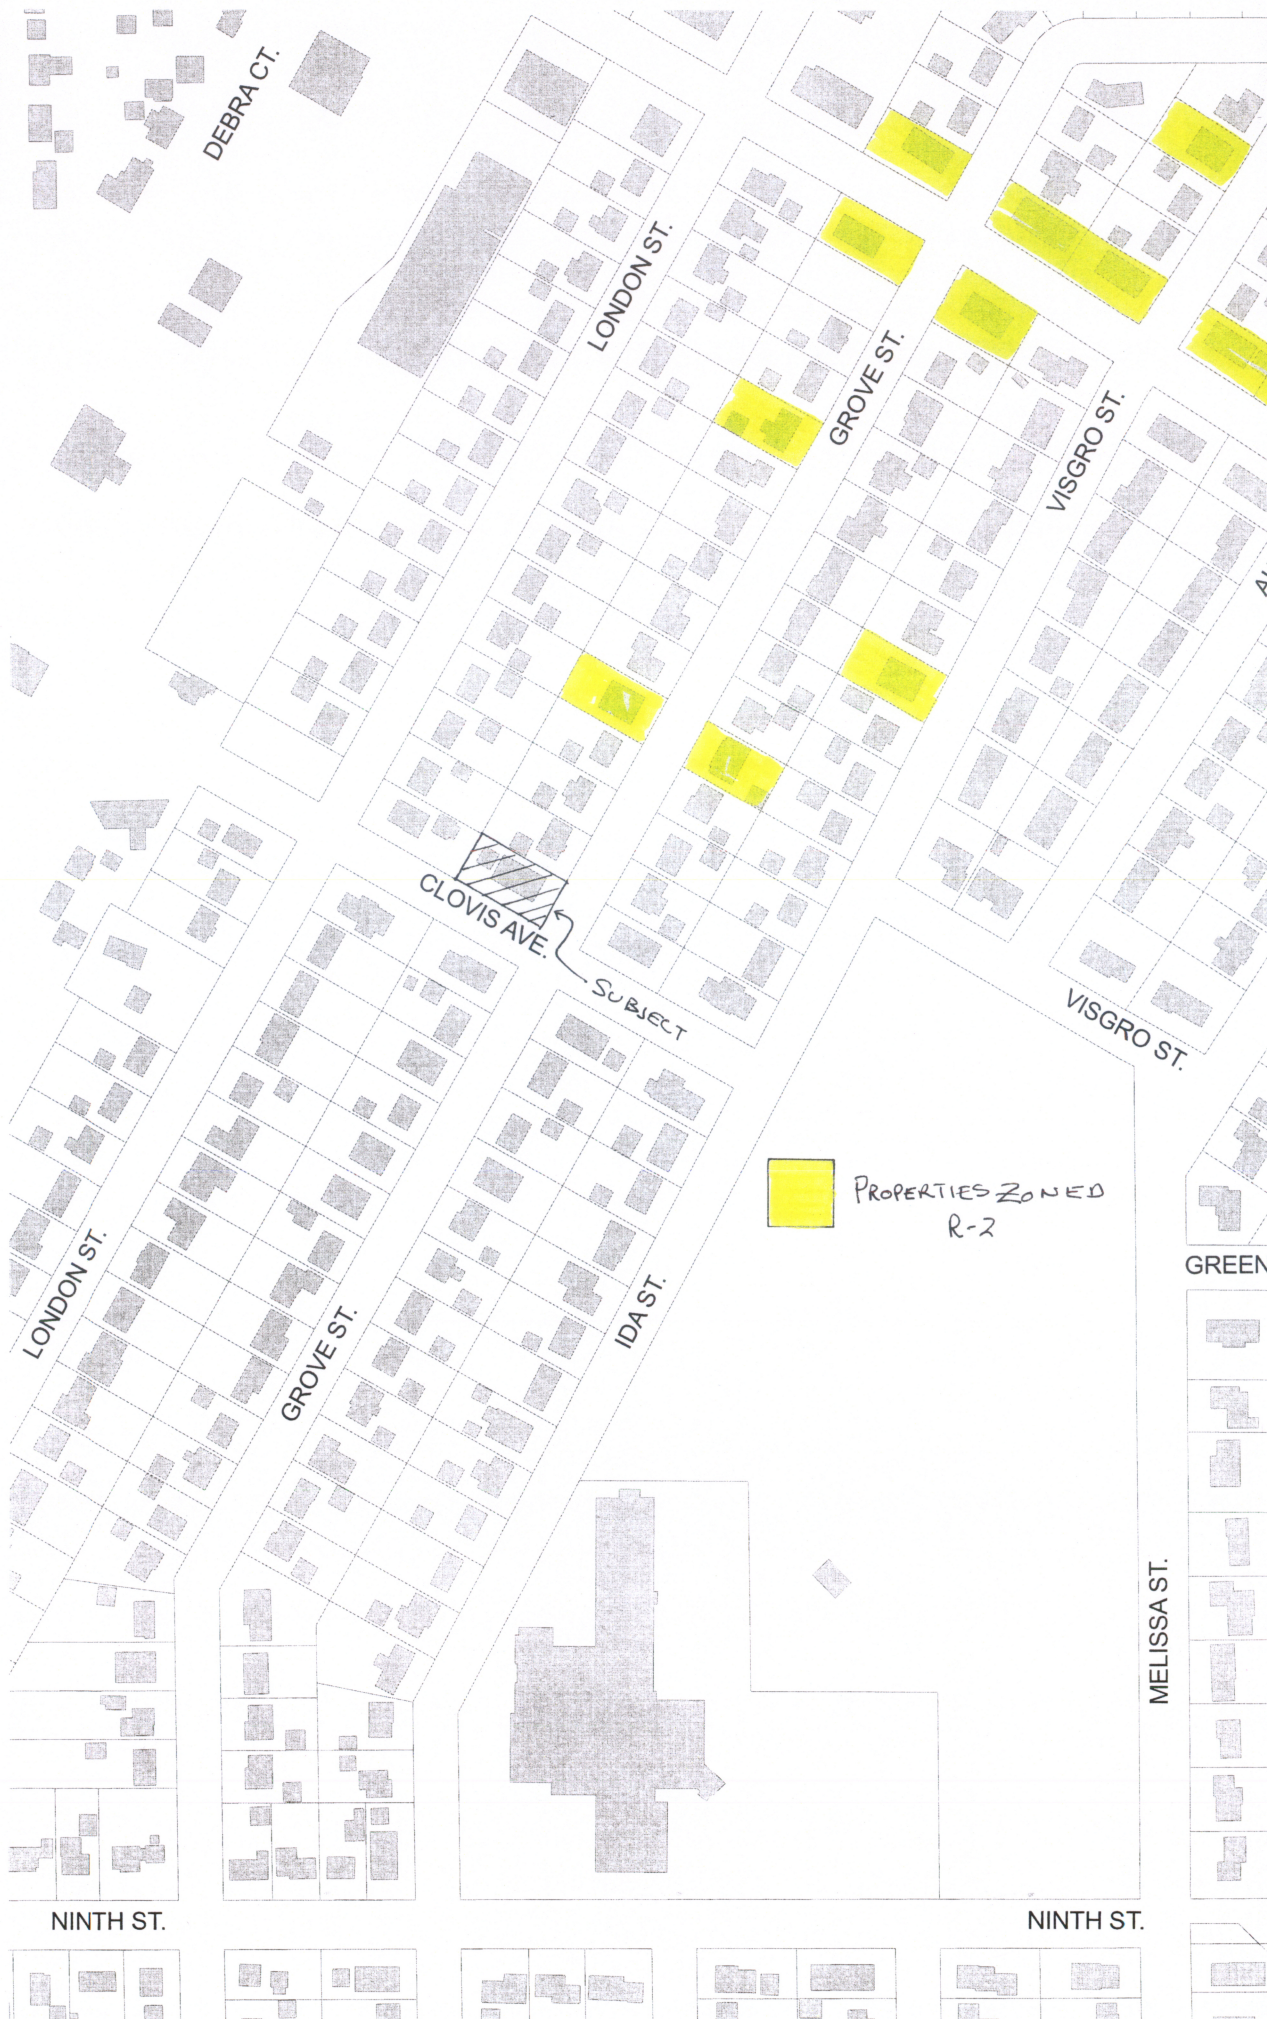 DEBRA CT.
LONDON ST.
GROVE ST.
VISGRO ST.
CLOVIS AVE.
SUBJECT
VISGRO ST.
PROPERTIES ZONED
R-2
LONDON ST.
GROVE ST.
IDA ST.
GREEN
MELISSA ST.
NINTH ST.
NINTH ST.